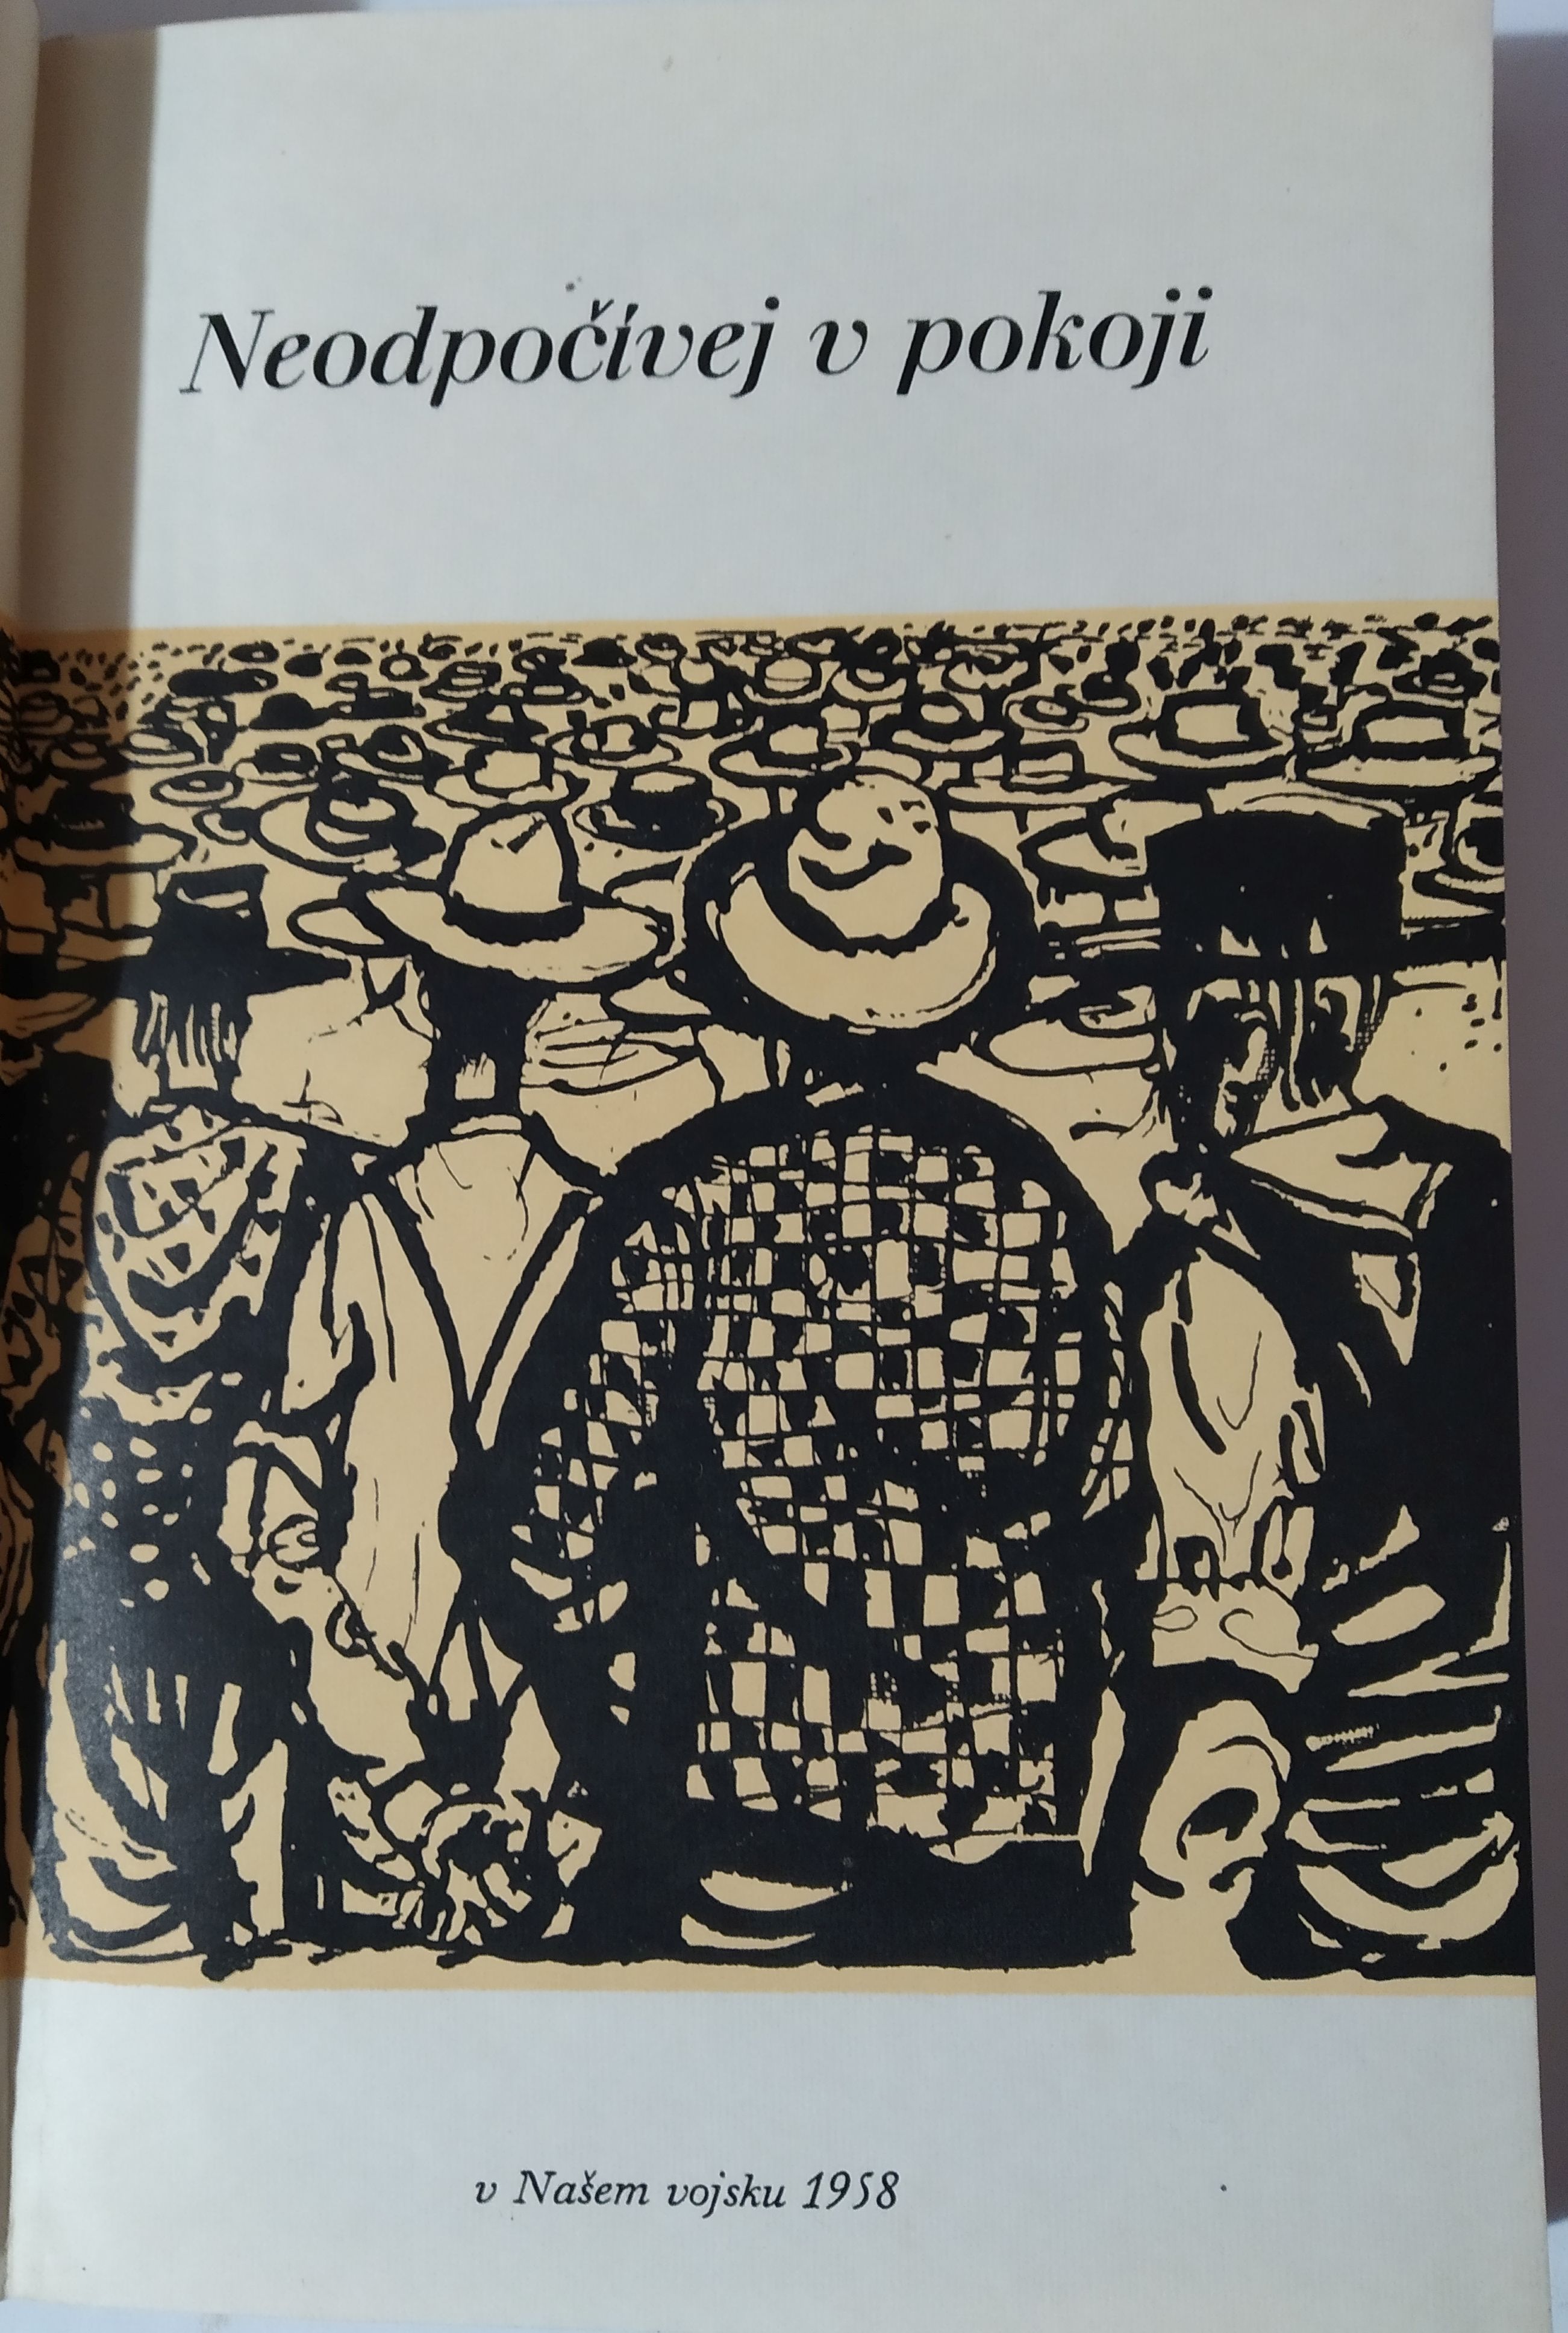 Neodpočívej v pokoji
v Našem vojsku 1958